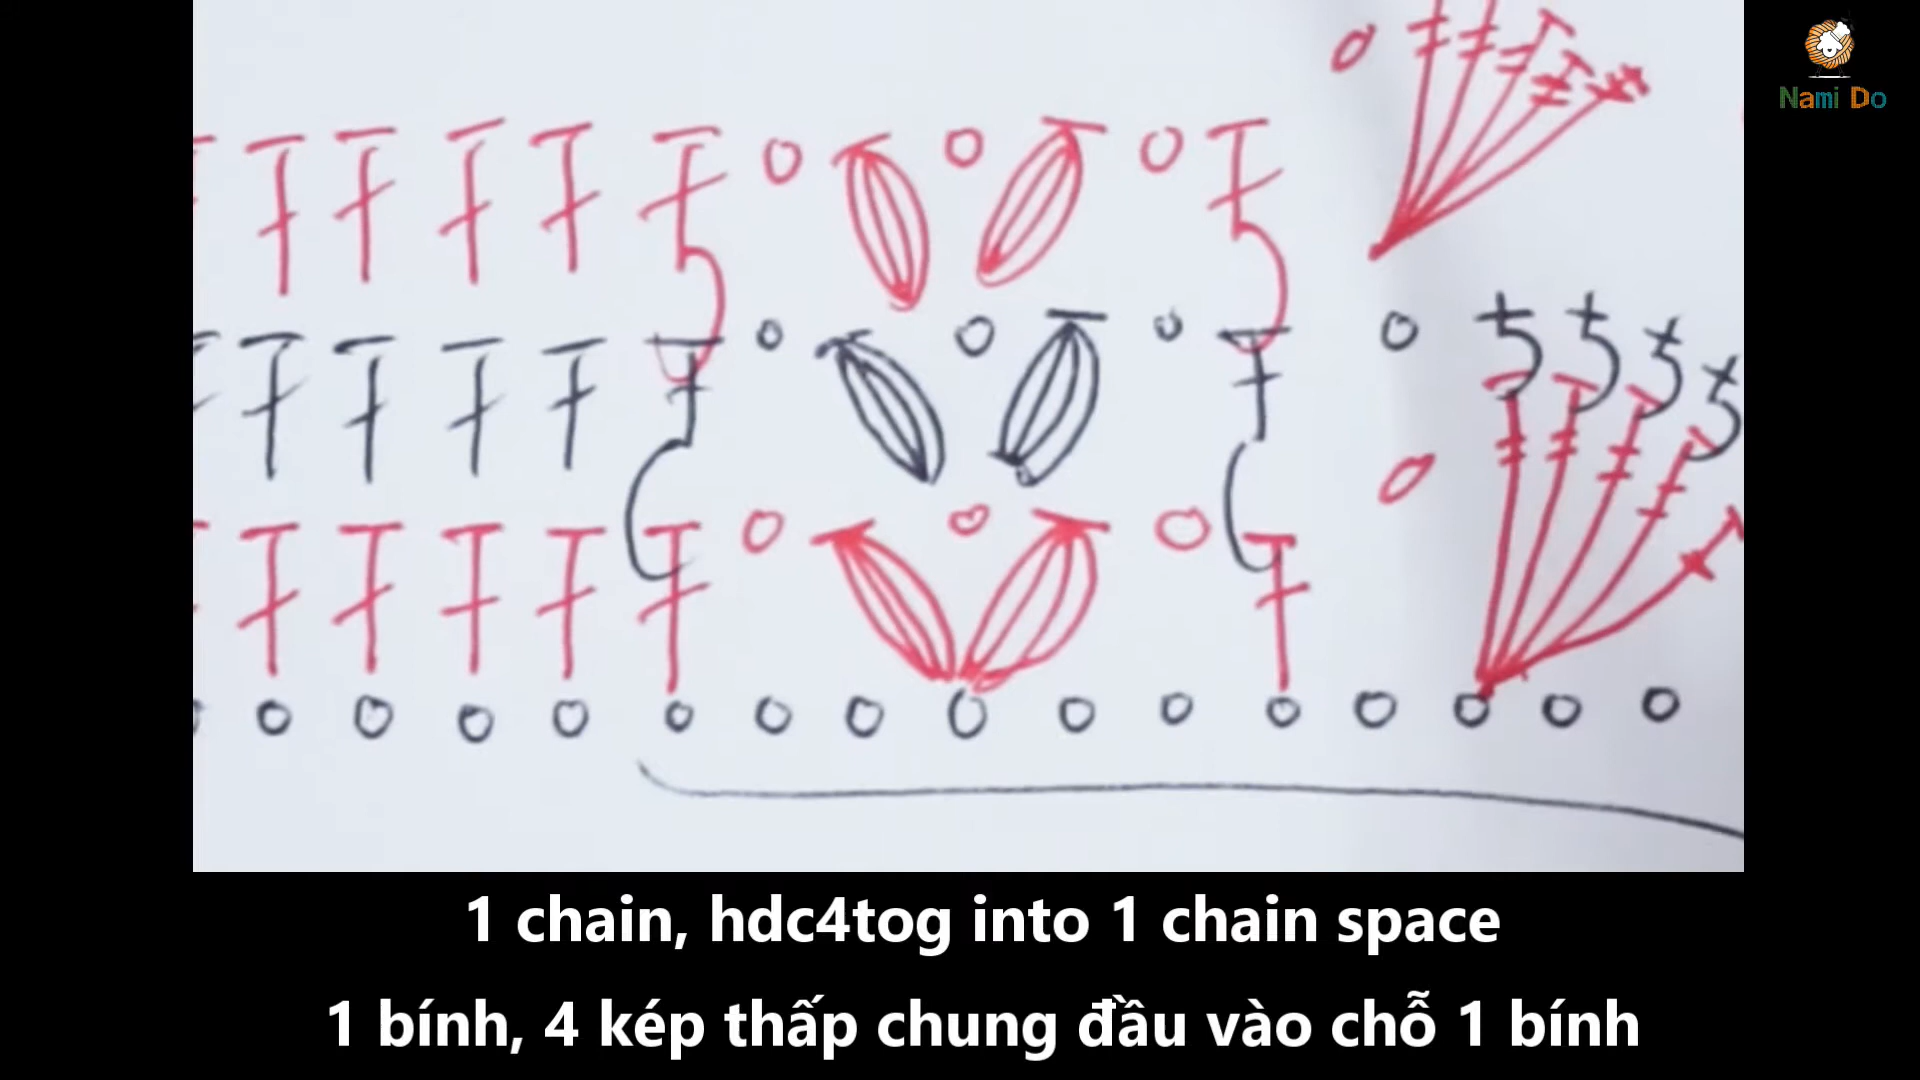 Nami Do
1 chain, hdc4tog into 1 chain space
1 bính, 4 kép thấp chung đầu vào chỗ 1 bính